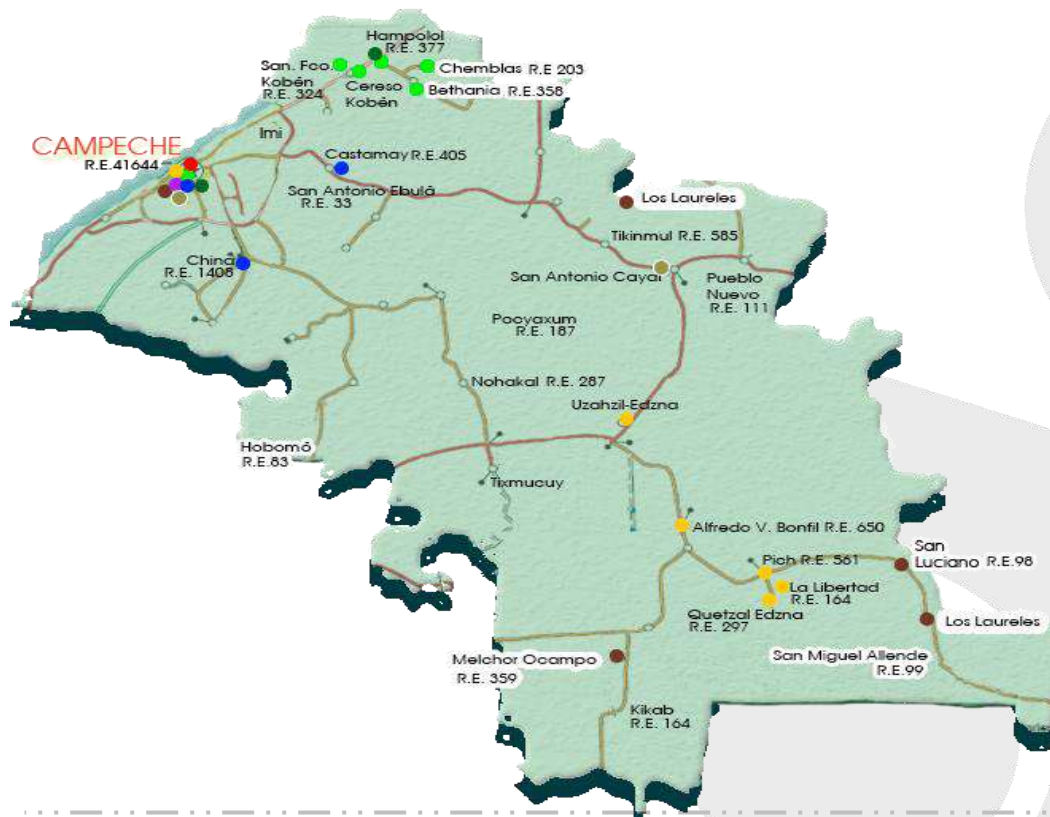 Hampolol
R.E. 377
San. Fco.
Kobén
R.E. 324
Cereso
Kobén
Chemblas R.E 203
Bethania R.E.358
Imi
CAMPECHE
R.E.41644
Castamay R.E.405
San Antonio Ebulá
R.E. 33
Los Laureles
Tikinmul R.E. 585
San Antonio Cayal
Pueblo
Nuevo
R.E. 111
China
R.E. 1408
Pocyaxum
R.E. 187
Nohakal R.E. 287
Uzahzil-Edzna
Hobomó
R.E.83
Tixmucuy
Alfredo V. Bonfil R.E. 650
San
Luciano R.E.98
Pich R.E. 561
La Libertad
R.E. 164
Quetzal Edzna
R.E. 297
Los Laureles
San Miguel Allende
R.E.99
Melchor Ocampo
R.E. 359
Kikab
R.E. 164